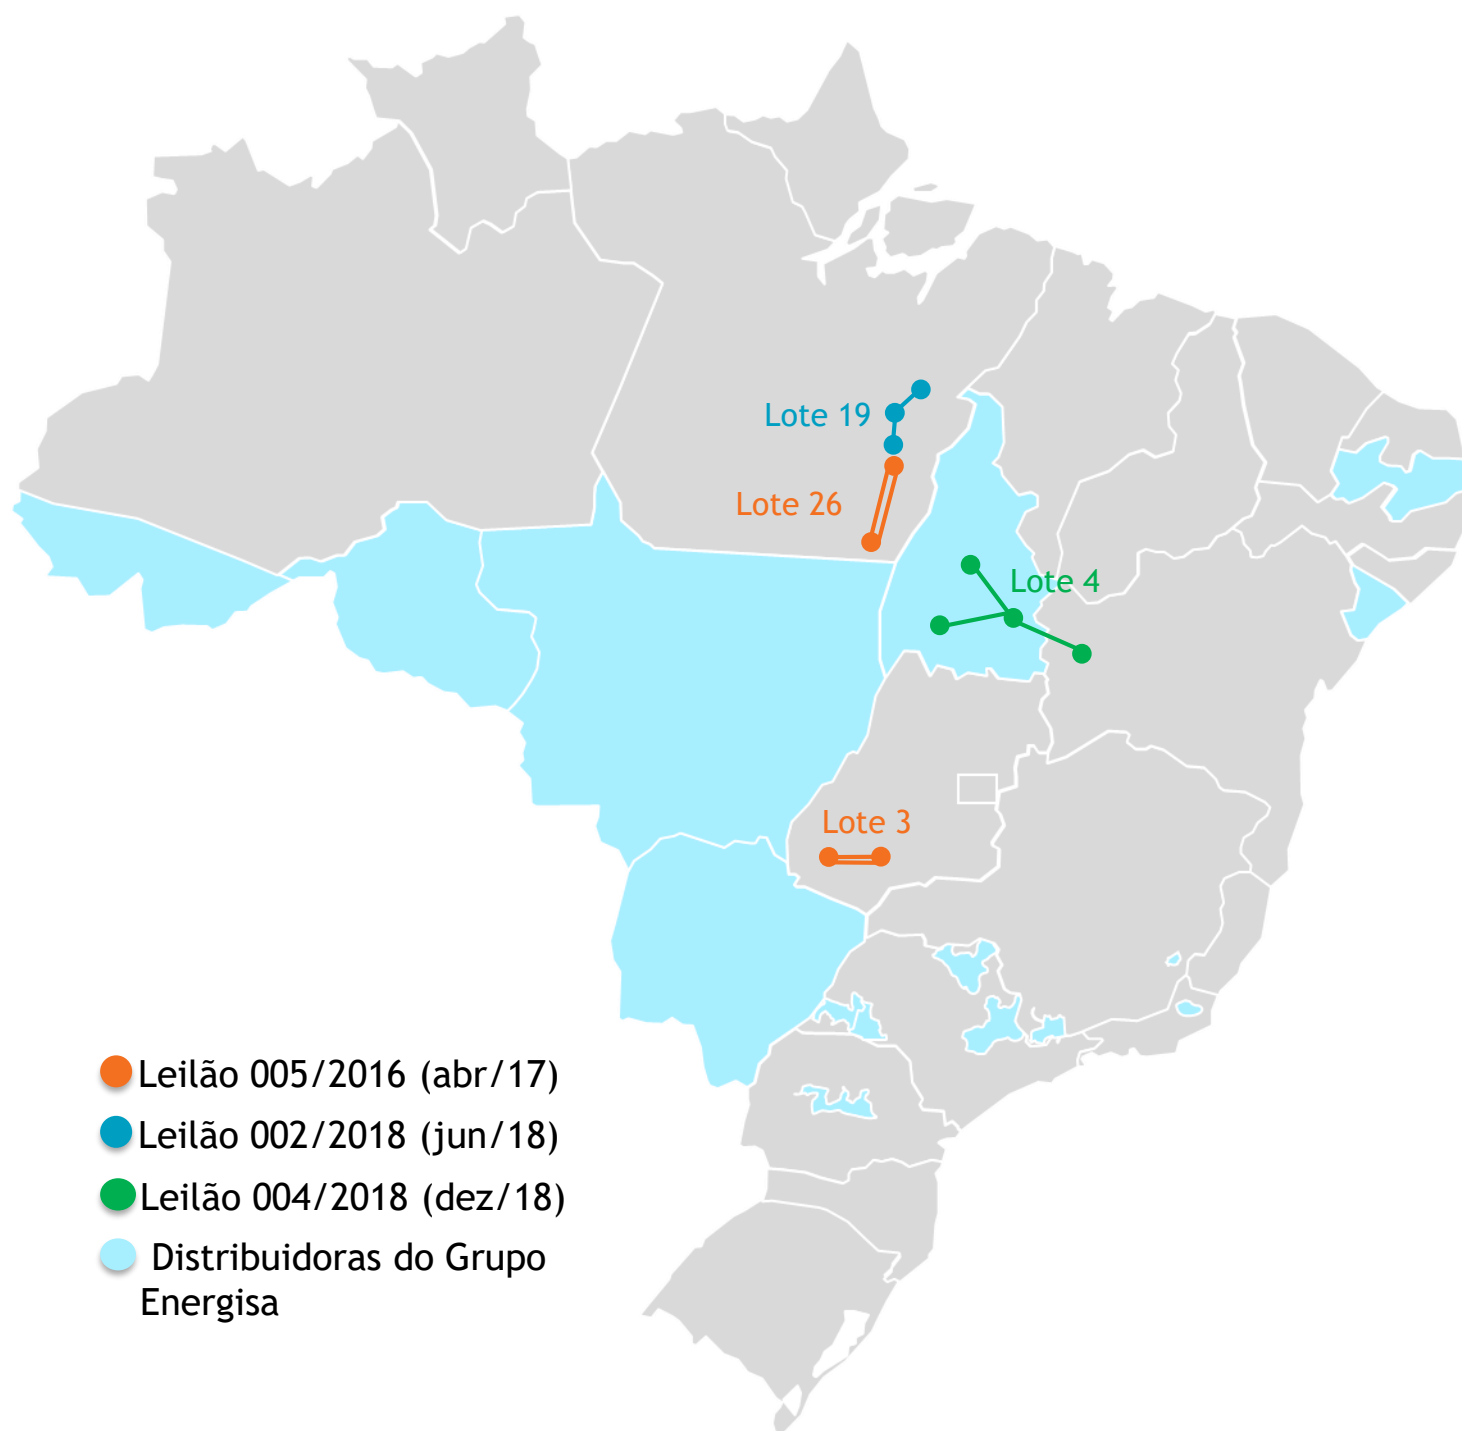 Lote 19
Lote 26
Lote 4
Lote 3
Leilão 005/2016 (abr/17)
Leilão 002/2018 (jun/18)
Leilão 004/2018 (dez/18)
Distribuidoras do Grupo
Energisa